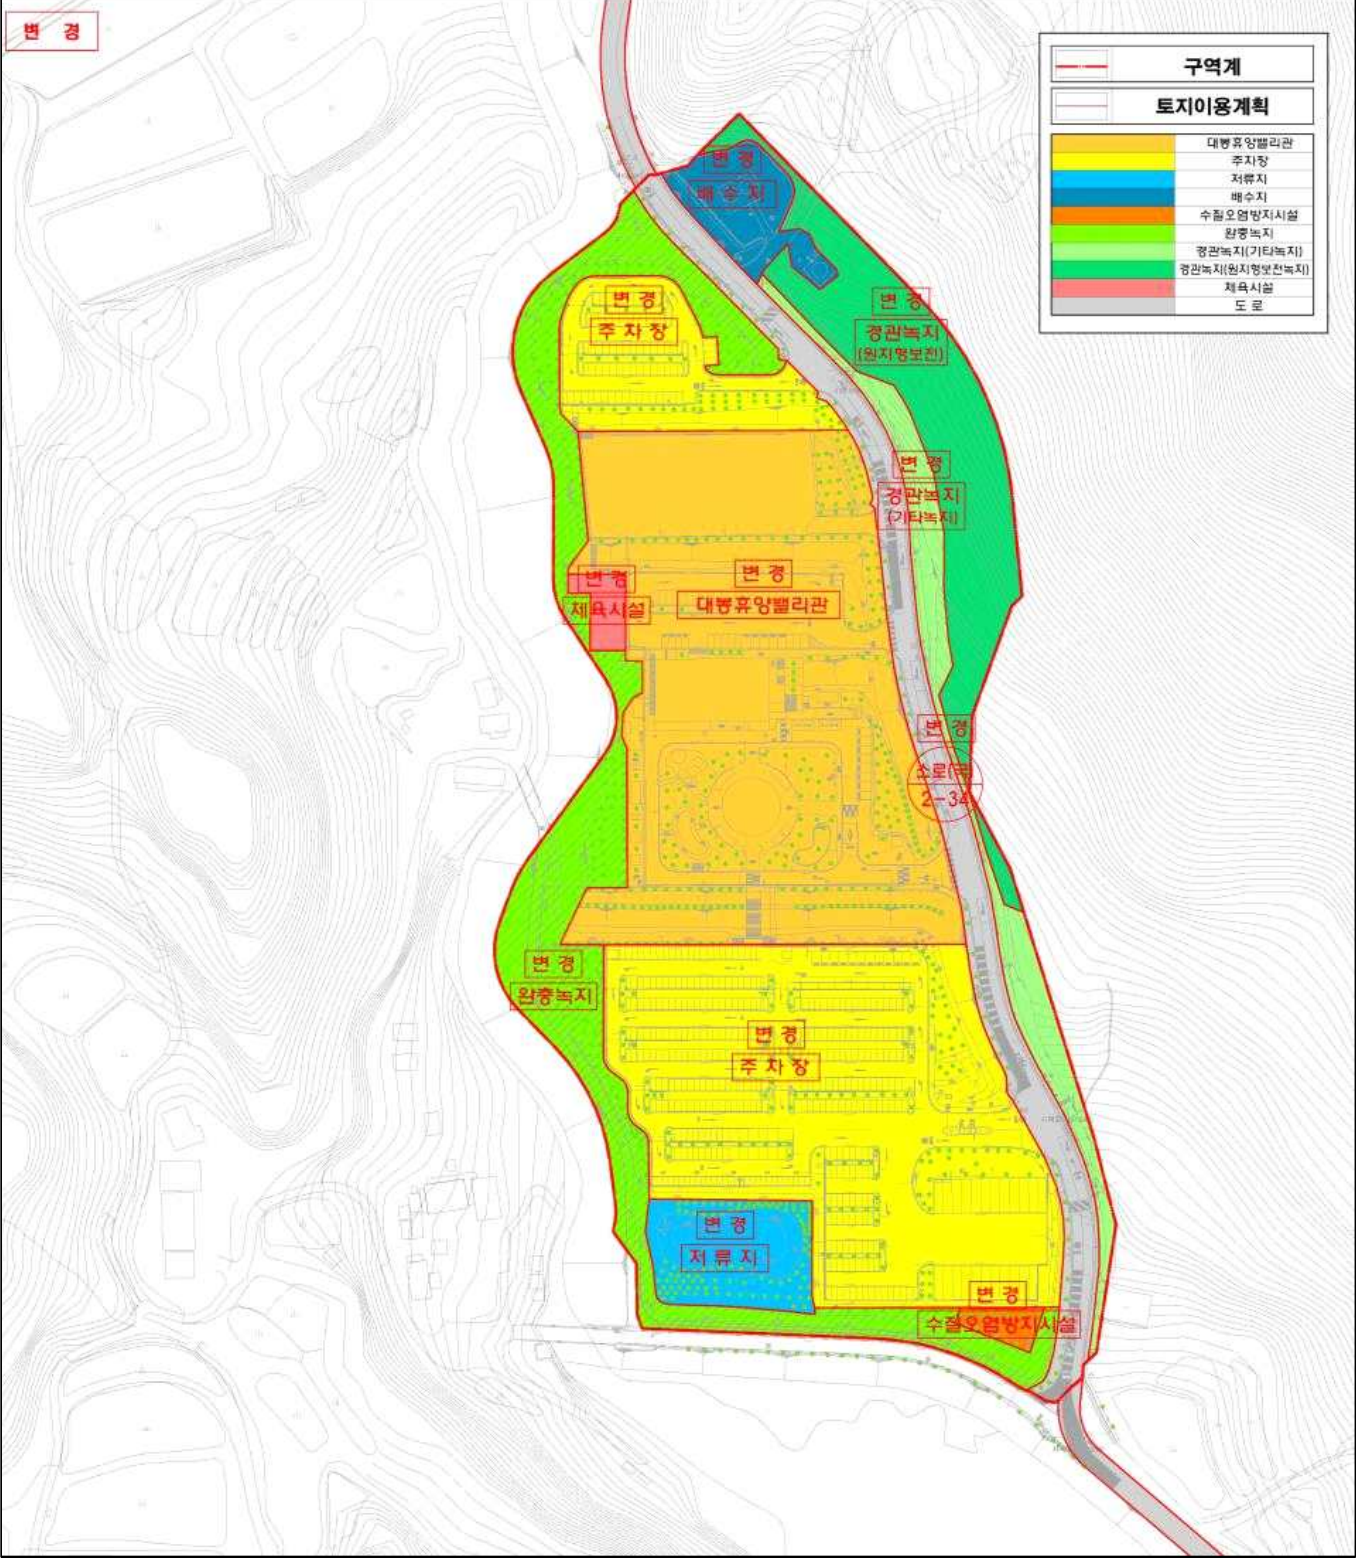 변 경
구역계
토지이용계획
대봉휴양밸리관
주차장
저류지
배수지
수질오염방지시설
완충녹지
경관녹지(기타녹지)
경관녹지(원지형보전녹지)
체육시설
도 로
변 경
배 수 지
변 경
주 차 장
변 경
경관녹지
(원지형보전)
변 경
경관녹지
(기타녹지)
변 경
체육시설
변 경
대봉휴양밸리관
변 경
소로(국)
2-34
변 경
완충녹지
변 경
주 차 장
변 경
저 류 지
변 경
수질오염방지시설